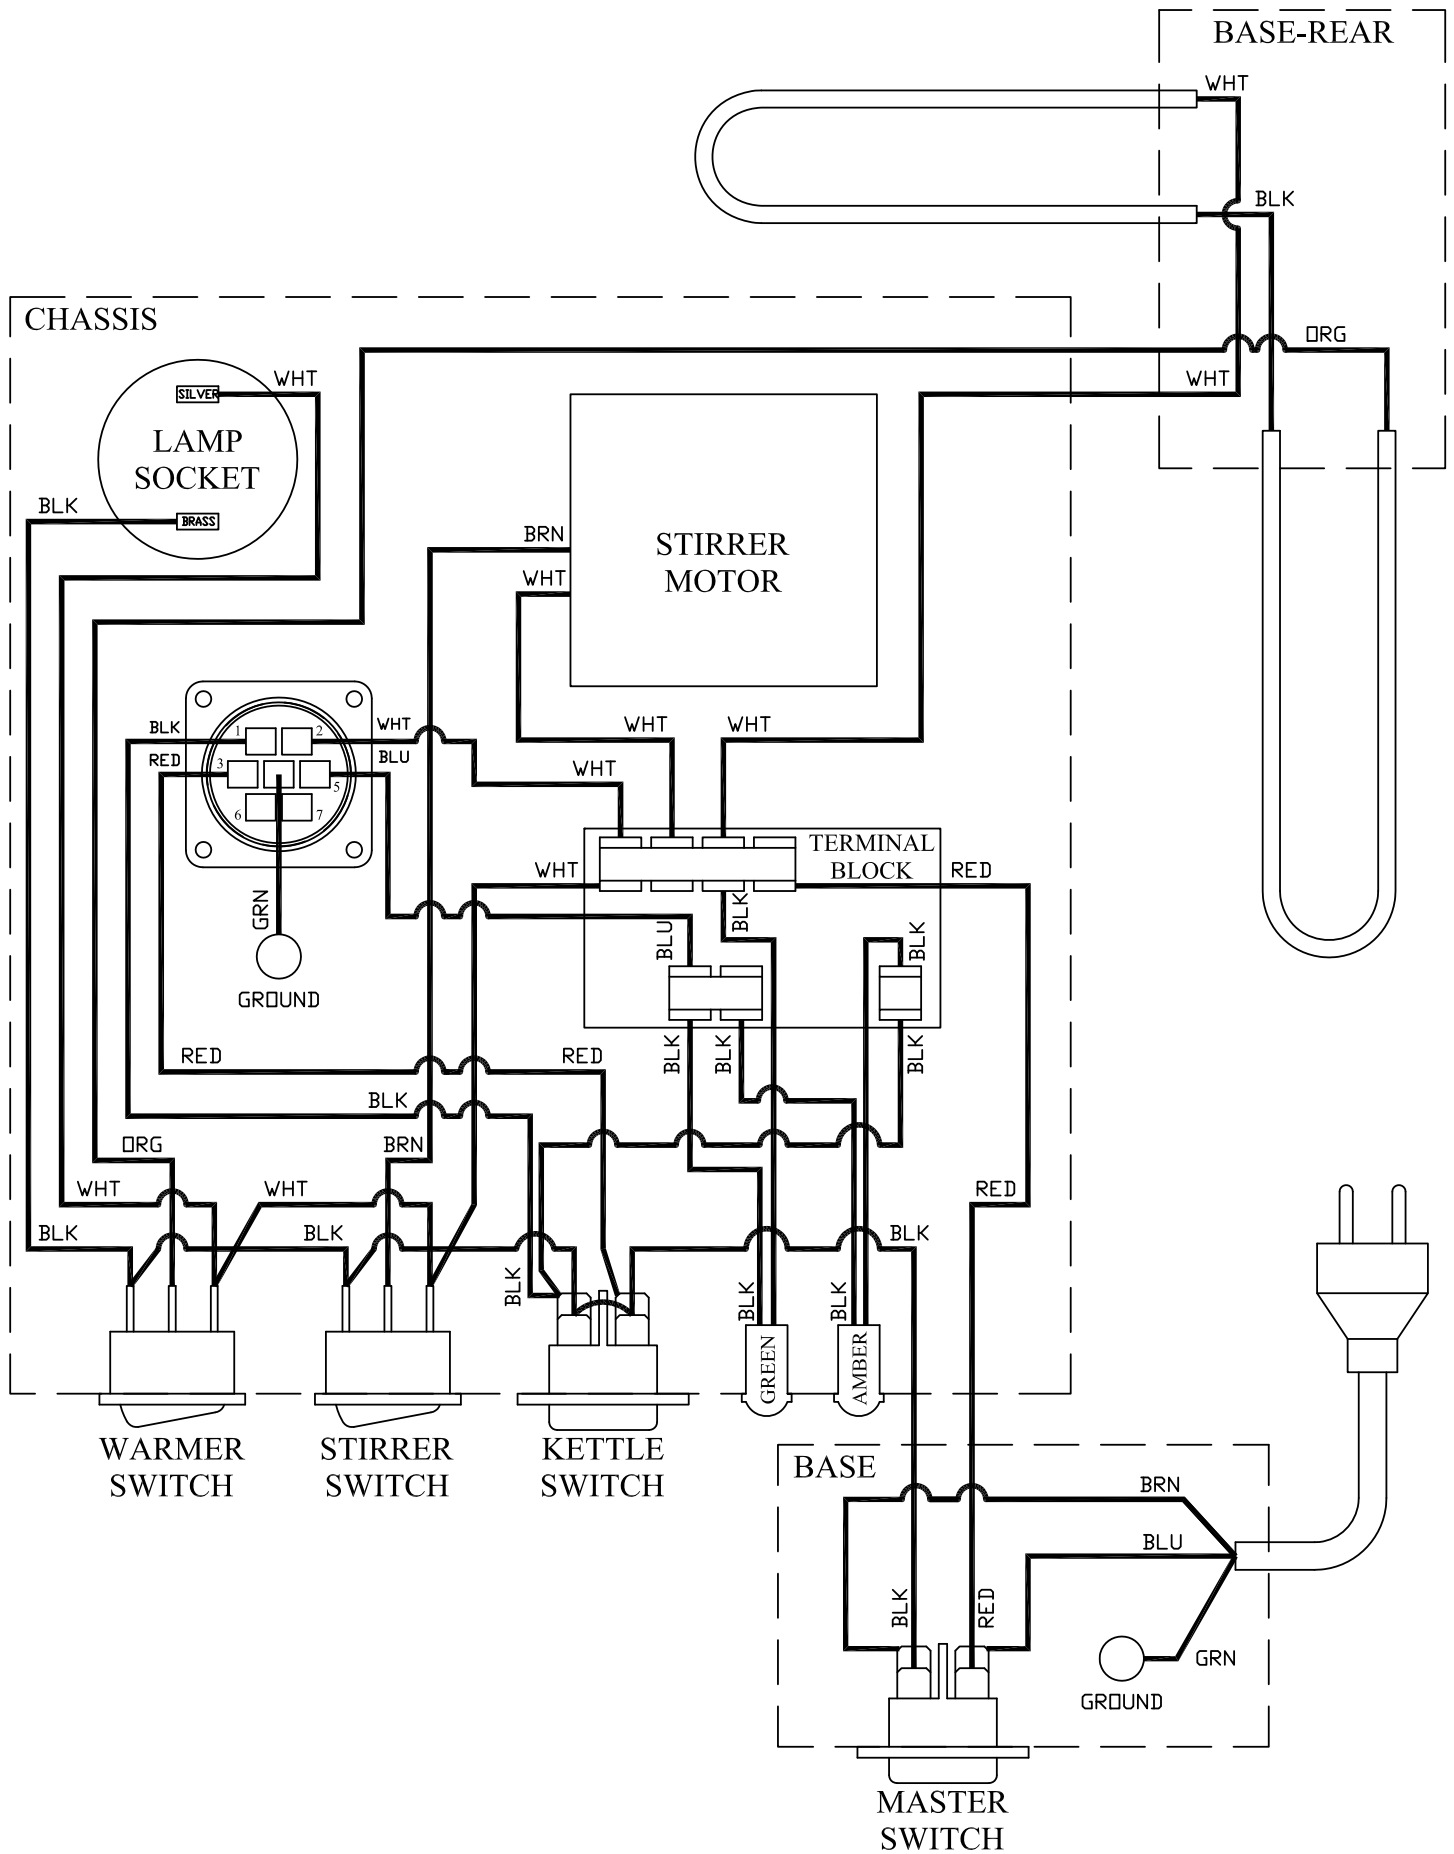 BASE-REAR
WHT
BLK
CHASSIS
ORG
WHT
WHT
SILVER
LAMP
SOCKET
BLK
BRASS
BRN
STIRRER
MOTOR
WHT
BLK
1
2
WHT
WHT
WHT
RED
3
BLU
5
WHT
6
7
TERMINAL
BLOCK
WHT
RED
GRN
BLK
BLU
BLK
GROUND
RED
RED
BLK
BLK
BLK
BLK
ORG
BRN
WHT
WHT
RED
BLK
BLK
BLK
BLK
BLK
BLK
GREEN
AMBER
WARMER
SWITCH
STIRRER
SWITCH
KETTLE
SWITCH
BASE
BRN
BLU
BLK
RED
GRN
GROUND
MASTER
SWITCH